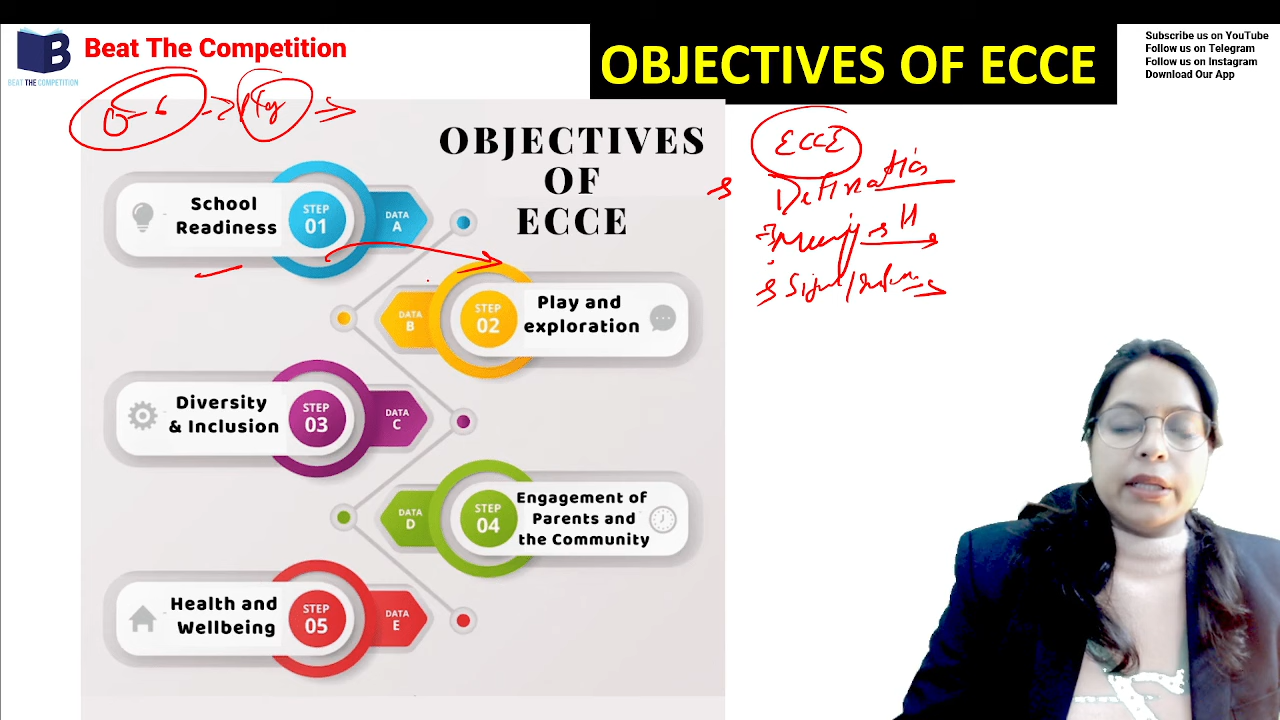 B
BEAT THE COMPETITION
Beat The Competition
OBJECTIVES OF ECCE
Subscribe us on YouTube
Follow us on Telegram
Follow us on Instagram
Download Our App
0-6
OBJECTIVES
OF
ECCE
School
Readiness
STEP
01
DATA
A
Play and
exploration
STEP
02
DATA
B
Diversity
& Inclusion
STEP
03
DATA
C
Engagement of
Parents and
the Community
STEP
04
DATA
D
Health and
Wellbeing
STEP
05
DATA
E
ECCE